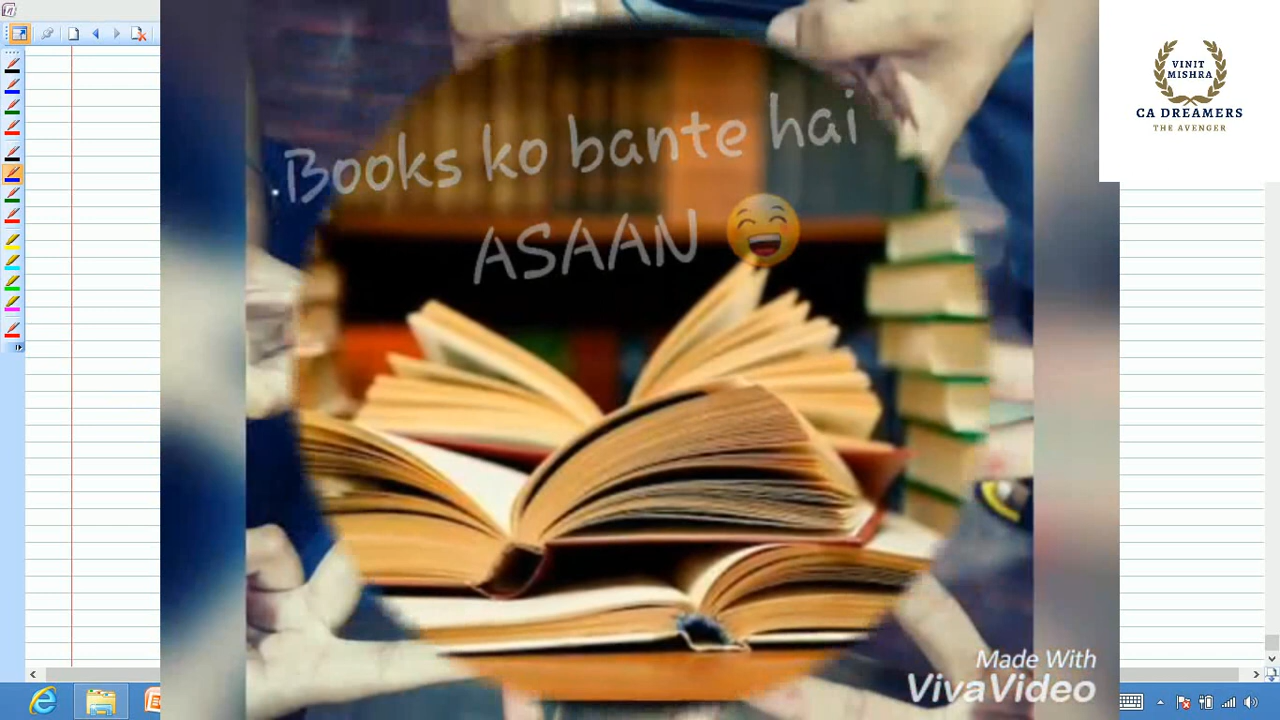 VINIT
MISHRA
CA DREAMERS
THE AVENGER
Books ko bante hai
ASAAN 😄
Made With
VivaVideo